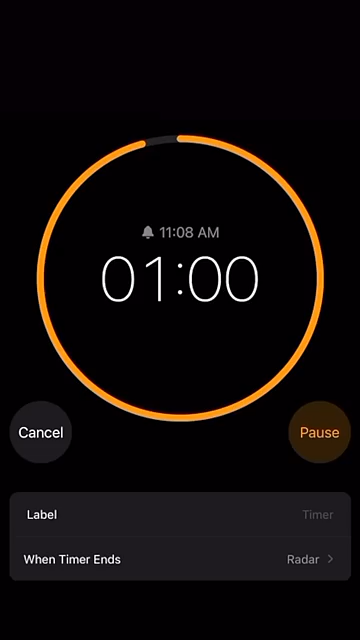 11:08 AM
01:00
Cancel
Pause
Label
Timer
When Timer Ends
Radar